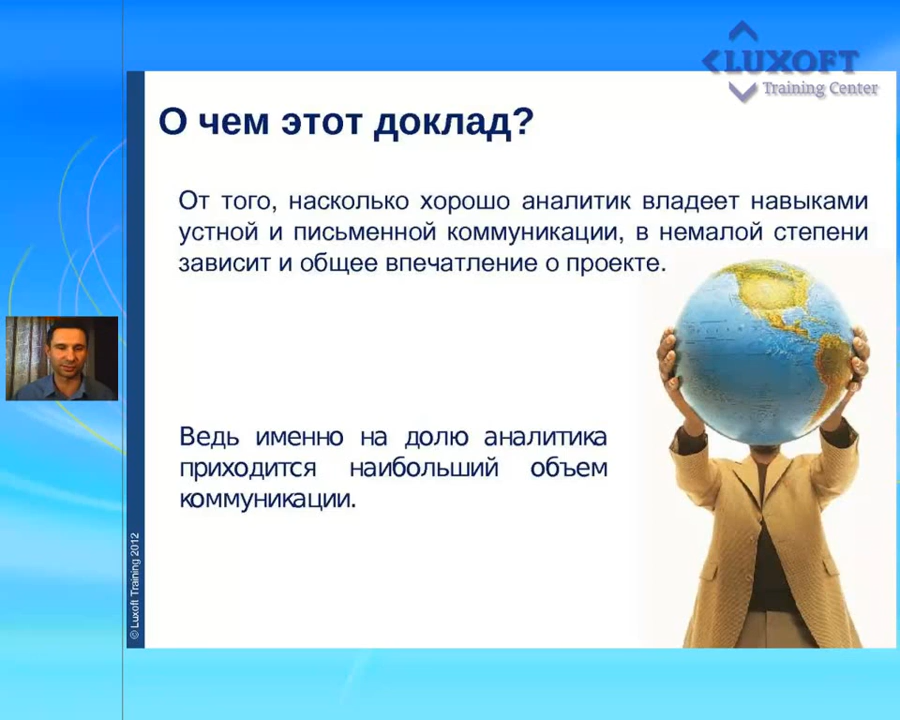 LUXOFT
Training Center
О чем этот доклад?
От того, насколько хорошо аналитик владеет навыками
устной и письменной коммуникации, в немалой степени
зависит и общее впечатление о проекте.
Ведь именно на долю аналитика
приходится наибольший объем
коммуникации.
© Luxoft Training 2012